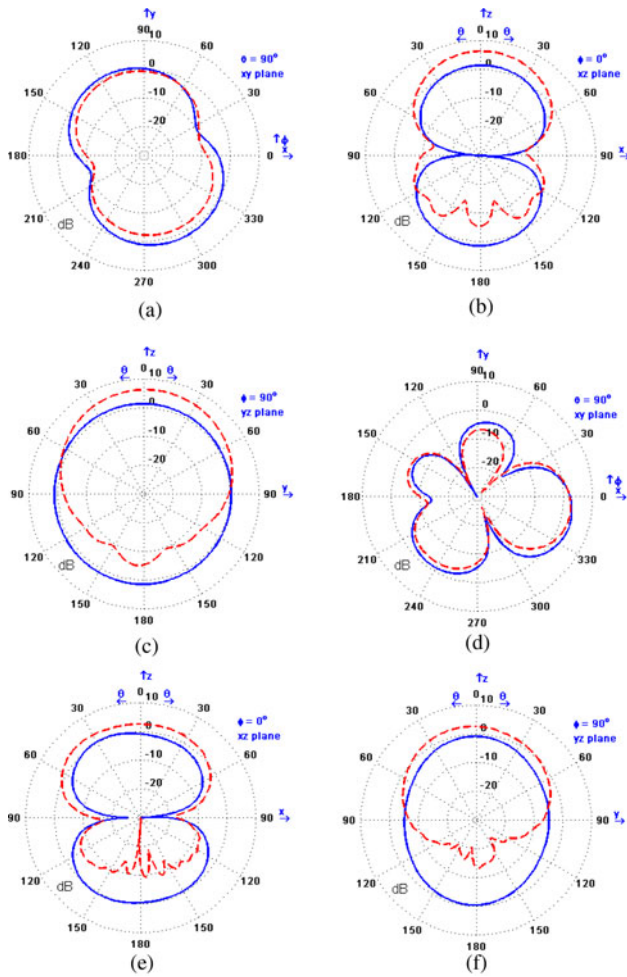 ↑y
90 10
120 60
0
θ = 90°
xy plane
150 30
-10
-20
↑ϕ
x
180 0
210 330
dB
240 300
270
(a)
↑z
θ 0 10 θ
30 30
0
ϕ = 0°
xz plane
60 60
-10
-20
x
90 90
120 120
dB
150 150
180
(b)
↑z
θ 0 10 θ
30 30
0
ϕ = 90°
yz plane
60 60
-10
-20
y
90 90
120 120
dB
150 150
180
(c)
↑y
90 10
120 60
0
θ = 90°
xy plane
150 30
-10
-20
↑ϕ
x
180 0
210 330
dB
240 300
270
(d)
↑z
θ 0 10 θ
30 30
0
ϕ = 0°
xz plane
60 60
-10
-20
x
90 90
120 120
dB
150 150
180
(e)
↑z
θ 0 10 θ
30 30
0
ϕ = 90°
yz plane
60 60
-10
-20
y
90 90
120 120
dB
150 150
180
(f)